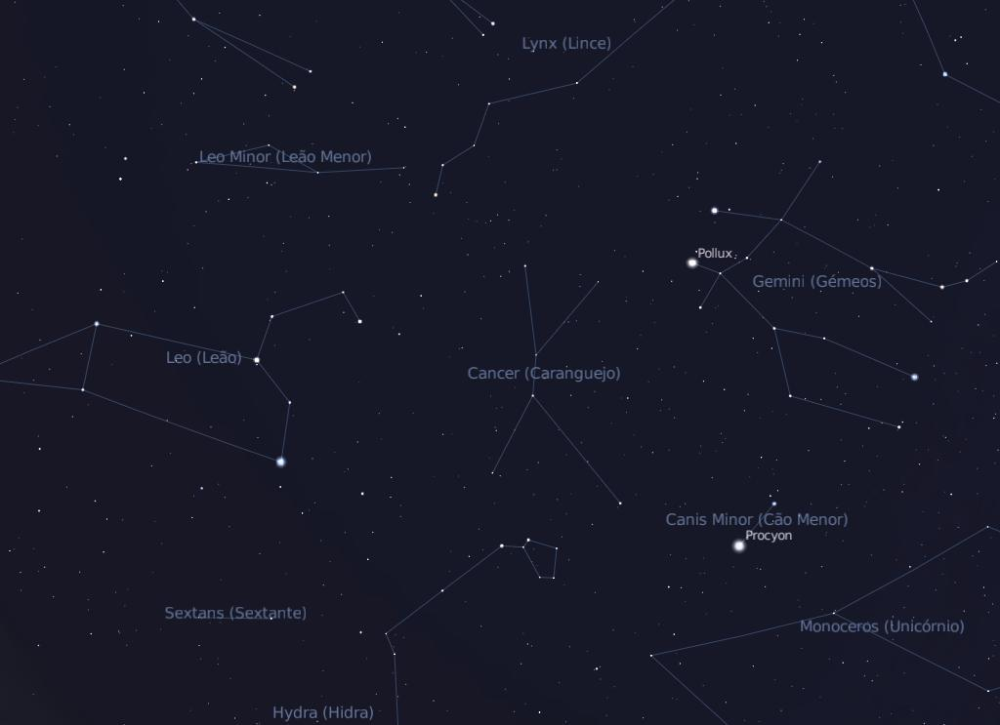 Lynx (Lince)
Leo Minor (Leão Menor)
Pollux
Gemini (Gémeos)
Leo (Leão)
Cancer (Caranguejo)
Canis Minor (Cão Menor)
Procyon
Sextans (Sextante)
Monoceros (Unicórnio)
Hydra (Hidra)